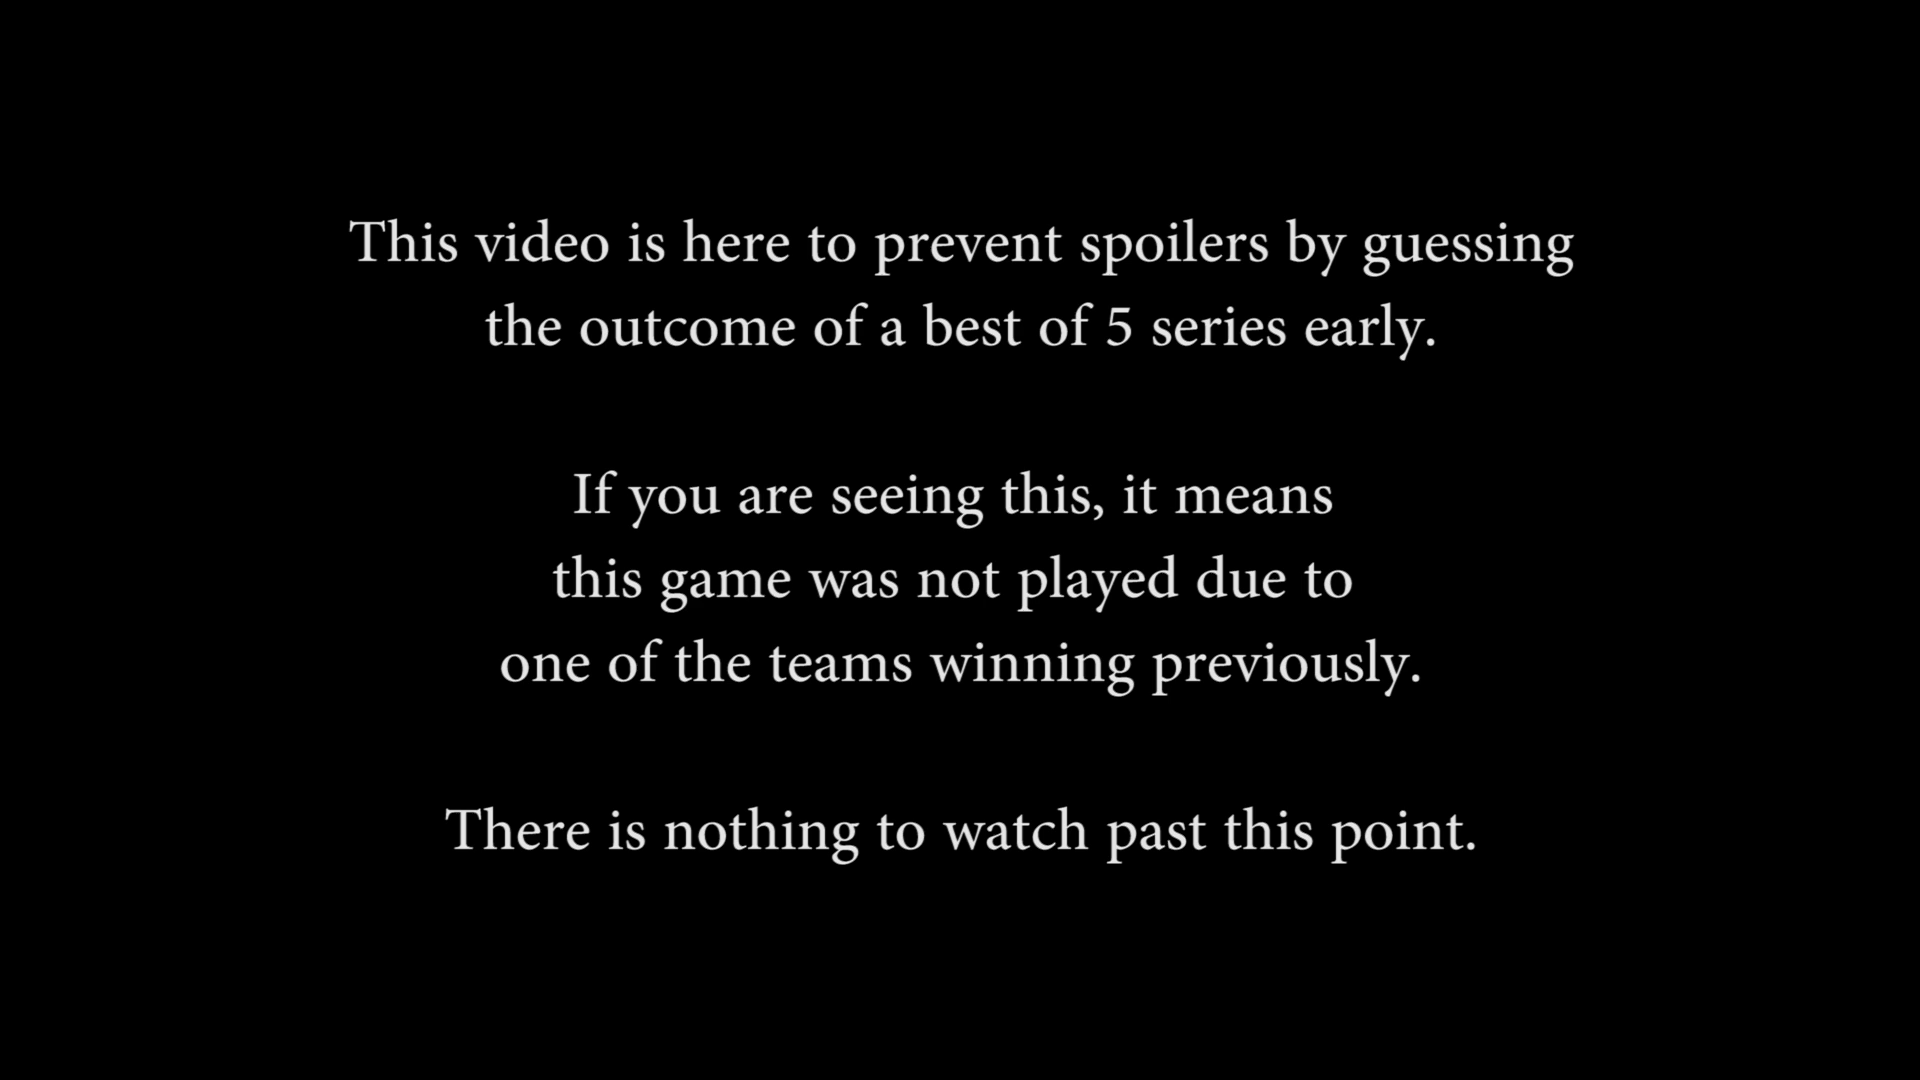 This video is here to prevent spoilers by guessing
the outcome of a best of 5 series early.
If you are seeing this, it means
this game was not played due to
one of the teams winning previously.
There is nothing to watch past this point.